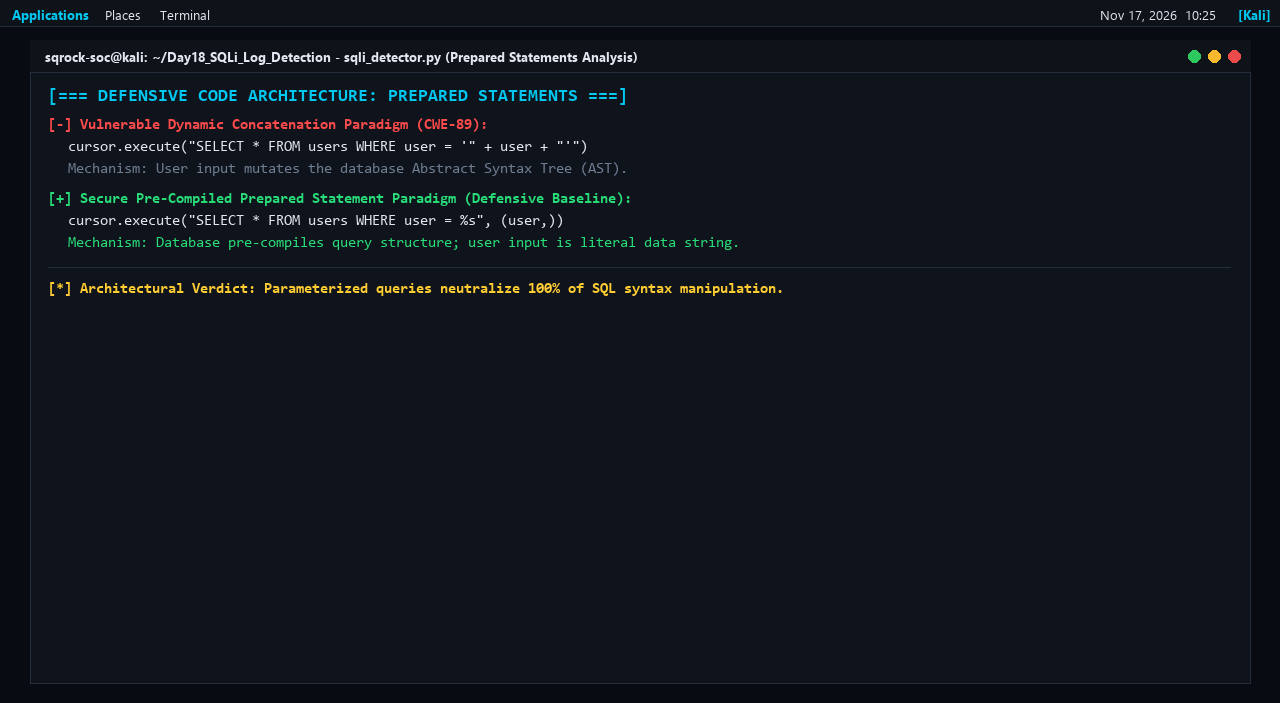 Applications Places Terminal Nov 17, 2026 10:25 [Kali]
sqrock-soc@kali: ~/Day18_SQLi_Log_Detection - sqli_detector.py (Prepared Statements Analysis)
[=== DEFENSIVE CODE ARCHITECTURE: PREPARED STATEMENTS ===]
[-] Vulnerable Dynamic Concatenation Paradigm (CWE-89):
cursor.execute("SELECT * FROM users WHERE user = '" + user + "'")
Mechanism: User input mutates the database Abstract Syntax Tree (AST).
[+] Secure Pre-Compiled Prepared Statement Paradigm (Defensive Baseline):
cursor.execute("SELECT * FROM users WHERE user = %s", (user,))
Mechanism: Database pre-compiles query structure; user input is literal data string.
[*] Architectural Verdict: Parameterized queries neutralize 100% of SQL syntax manipulation.